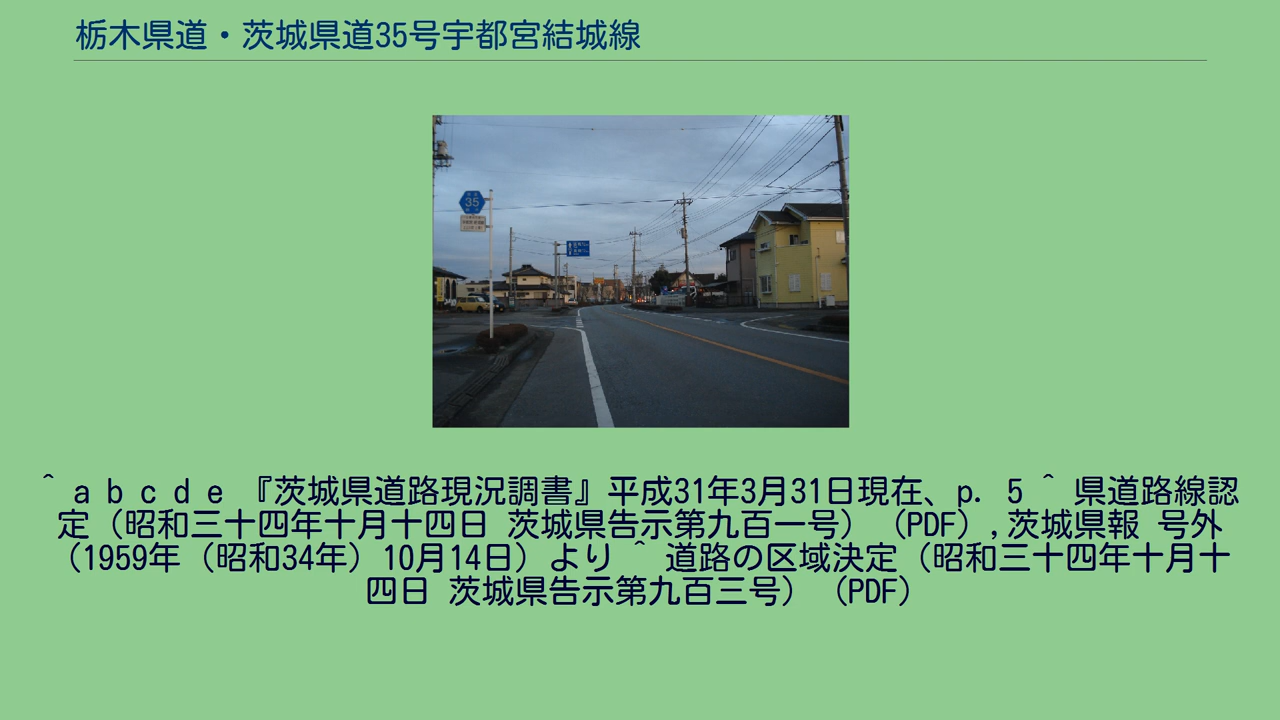 栃木県道・茨城県道35号宇都宮結城線
35
^ a b c d e 『茨城県道路現況調書』平成31年3月31日現在、p. 5 ^ 県道路線認
定（昭和三十四年十月十四日 茨城県告示第九百一号）（PDF）,茨城県報 号外
（1959年（昭和34年）10月14日）より ^ 道路の区域決定（昭和三十四年十月十
四日 茨城県告示第九百三号）（PDF）